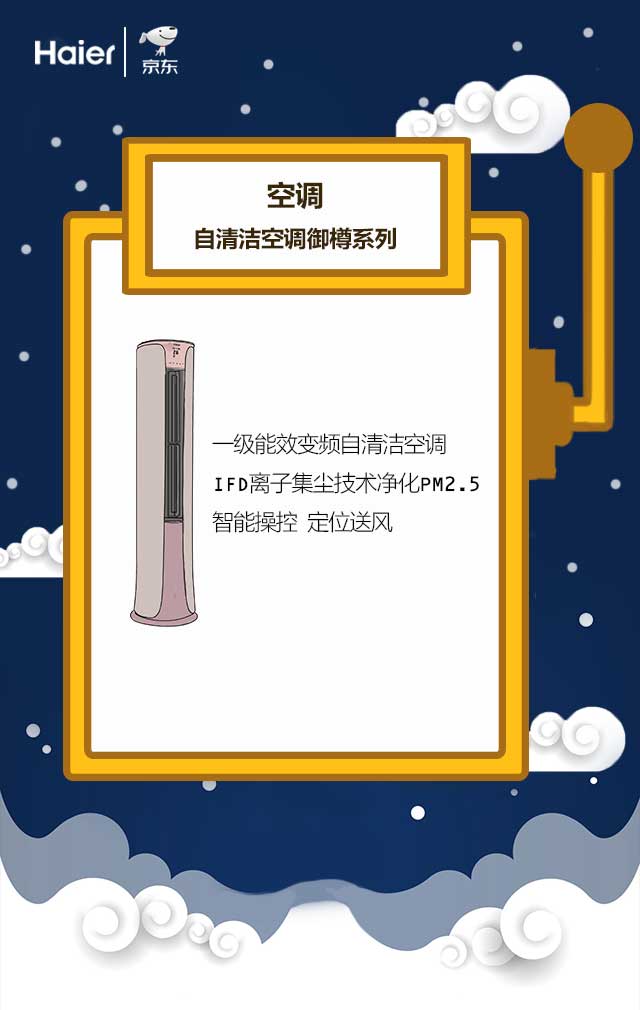 Haier
京东
空调
自清洁空调御樽系列
一级能效变频自清洁空调
IFD离子集尘技术净化PM2.5
智能操控 定位送风